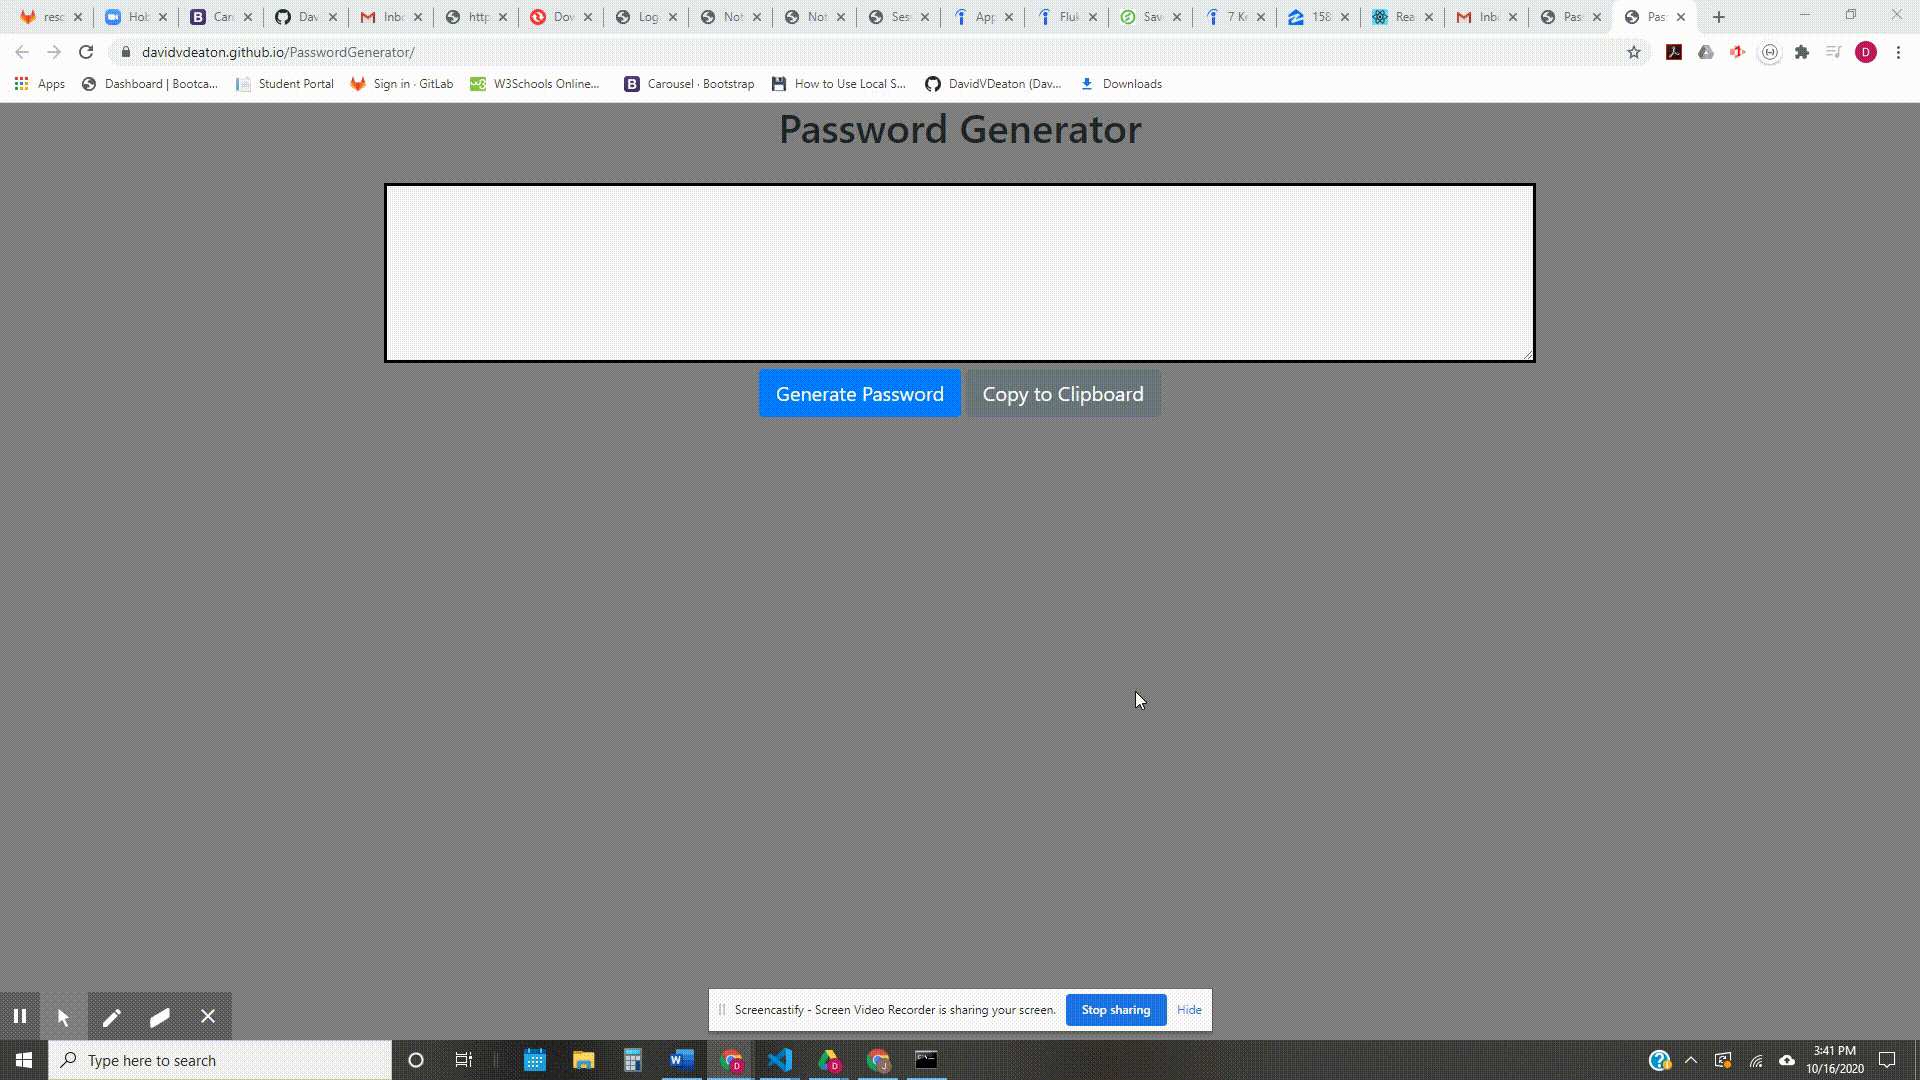 resc Hol Car Dav Inbo http Dov Log Not Not Ses App Fluk Sav 7 Ke 158 Rea Inb Pas Pas
davidvdeaton.github.io/PasswordGenerator/
Apps Dashboard | Bootca... Student Portal Sign in · GitLab W3Schools Online... Carousel · Bootstrap How to Use Local S... DavidVDeaton (Dav... Downloads
Password Generator
Generate Password Copy to Clipboard
Screencastify - Screen Video Recorder is sharing your screen. Stop sharing Hide
Type here to search
3:41 PM
10/16/2020